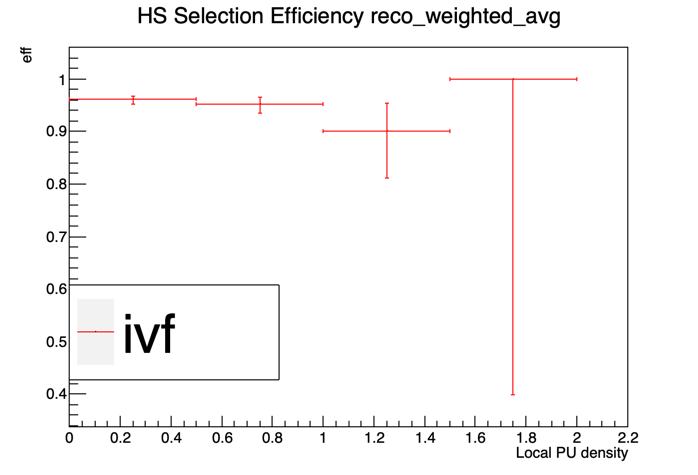 HS Selection Efficiency reco_weighted_avg
eff
1
0.9
0.8
0.7
0.6
0.5
0.4
ivf
0 0.2 0.4 0.6 0.8 1 1.2 1.4 1.6 1.8 2 2.2
Local PU density